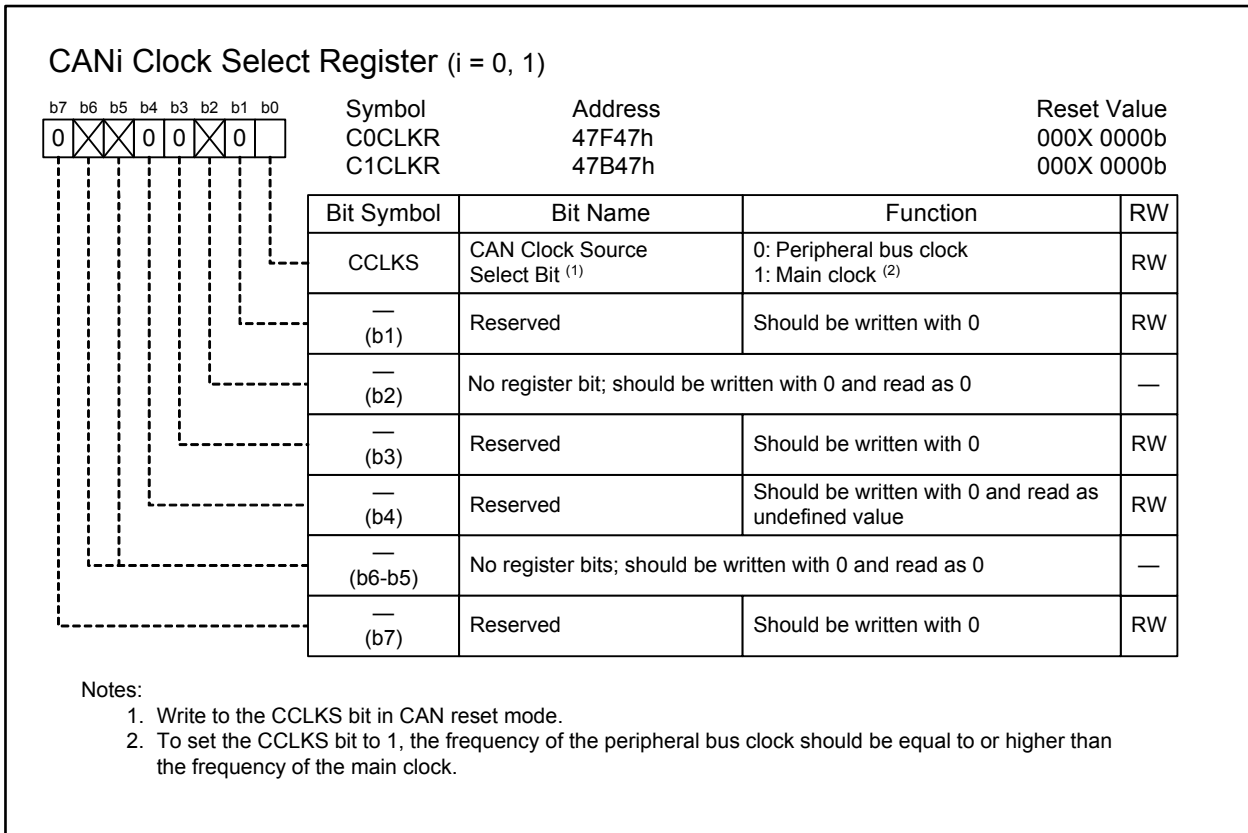 CANi Clock Select Register (i = 0, 1)
b7 b6 b5 b4 b3 b2 b1 b0
0 0 0 0
Symbol Address Reset Value
C0CLKR 47F47h 000X 0000b
C1CLKR 47B47h 000X 0000b
Bit Symbol Bit Name Function RW
CCLKS CAN Clock Source Select Bit (1) 0: Peripheral bus clock RW
1: Main clock (2)
—
(b1) Reserved Should be written with 0 RW
—
(b2) No register bit; should be written with 0 and read as 0 —
—
(b3) Reserved Should be written with 0 RW
—
(b4) Reserved Should be written with 0 and read as undefined value RW
—
(b6-b5) No register bits; should be written with 0 and read as 0 —
—
(b7) Reserved Should be written with 0 RW
Notes:
1. Write to the CCLKS bit in CAN reset mode.
2. To set the CCLKS bit to 1, the frequency of the peripheral bus clock should be equal to or higher than
the frequency of the main clock.